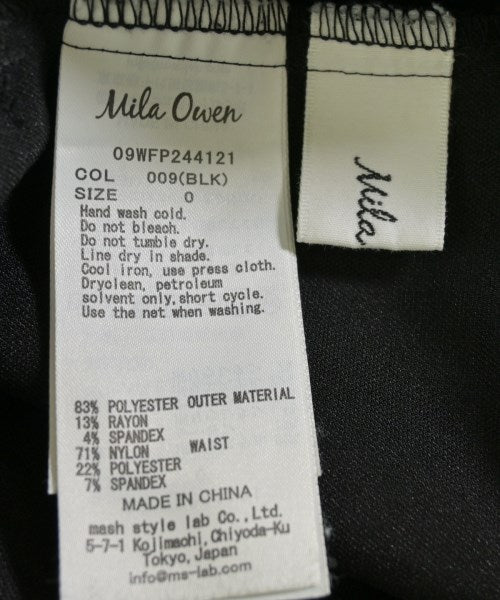 Mila Owen
09WFP244121
COL 009(BLK)
SIZE 0
Hand wash cold.
Do not bleach.
Do not tumble dry.
Line dry in shade.
Cool iron, use press cloth.
Dryclean, petroleum
solvent only, short cycle.
Use the net when washing.
83% POLYESTER OUTER MATERIAL
13% RAYON
4% SPANDEX
71% NYLON WAIST
22% POLYESTER
7% SPANDEX
MADE IN CHINA
mash style lab Co., Ltd.
5-7-1 Kojimachi, Chiyoda-Ku
Tokyo, Japan
info@ms-lab.com
Mila